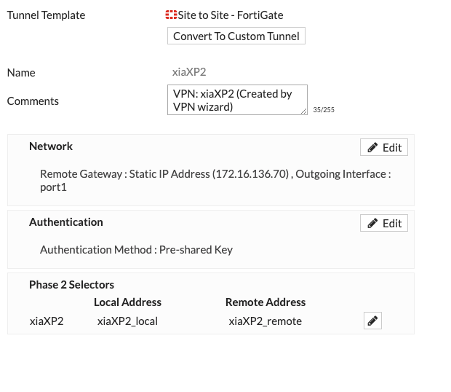 Tunnel Template Site to Site - FortiGate
Convert To Custom Tunnel
Name xiaXP2
Comments VPN: xiaXP2 (Created by
VPN wizard) 35/255
Network Edit
Remote Gateway : Static IP Address (172.16.136.70) , Outgoing Interface :
port1
Authentication Edit
Authentication Method : Pre-shared Key
Phase 2 Selectors
Local Address Remote Address
xiaXP2 xiaXP2_local xiaXP2_remote